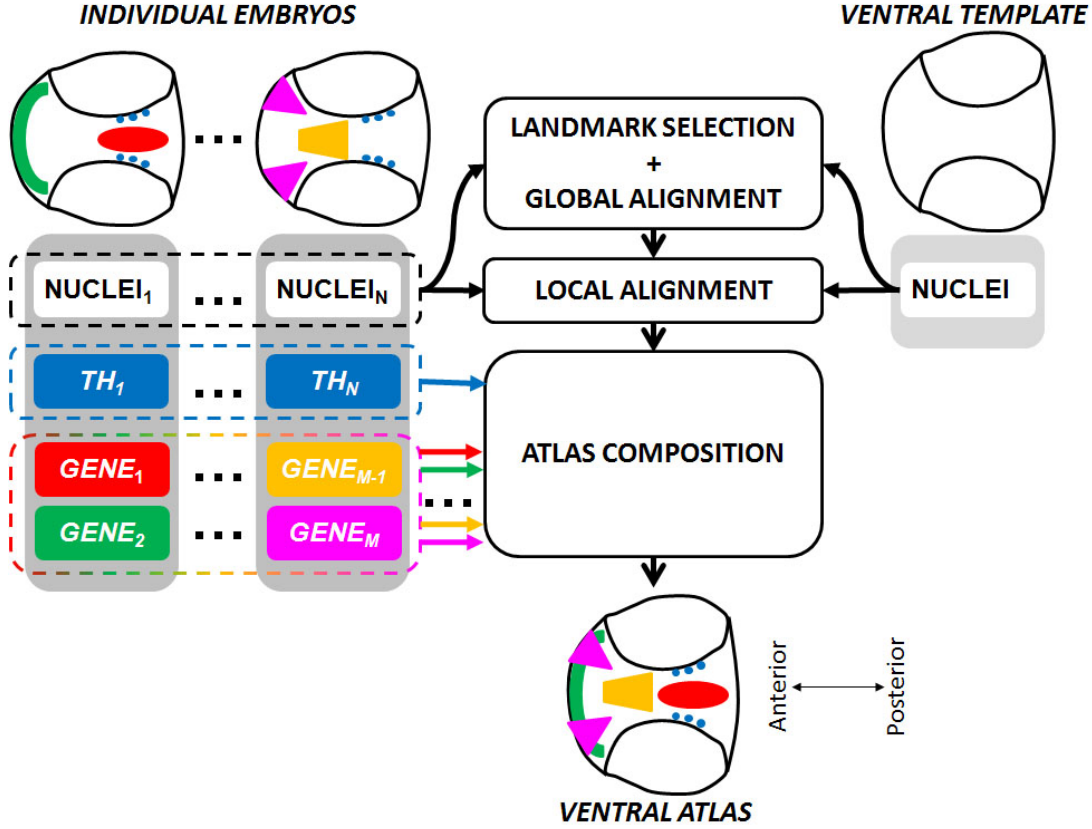 INDIVIDUAL EMBRYOS
VENTRAL TEMPLATE
LANDMARK SELECTION
+
GLOBAL ALIGNMENT
NUCLEI1
NUCLEIN
LOCAL ALIGNMENT
NUCLEI
TH1
THN
ATLAS COMPOSITION
GENE1
GENEM-1
GENE2
GENEM
Anterior
Posterior
VENTRAL ATLAS